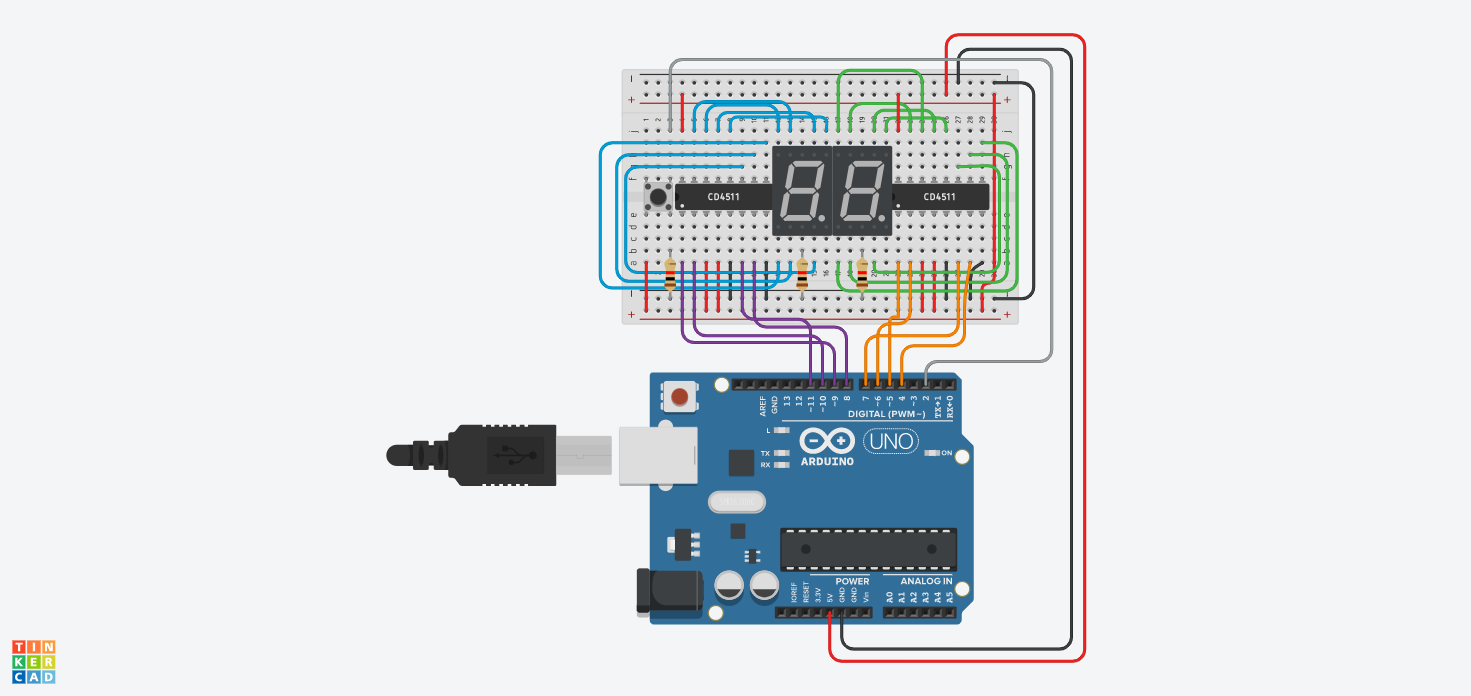 CD4511
CD4511
AREF
GND
13
12
~11
~10
~9
8
7
~6
~5
4
~3
2
TX→1
RX←0
DIGITAL (PWM~)
L
TX
RX
ARDUINO
UNO
ON
POWER
ANALOG IN
IOREF
RESET
3.3V
5V
GND
GND
Vin
A0
A1
A2
A3
A4
A5
TIN
KER
CAD